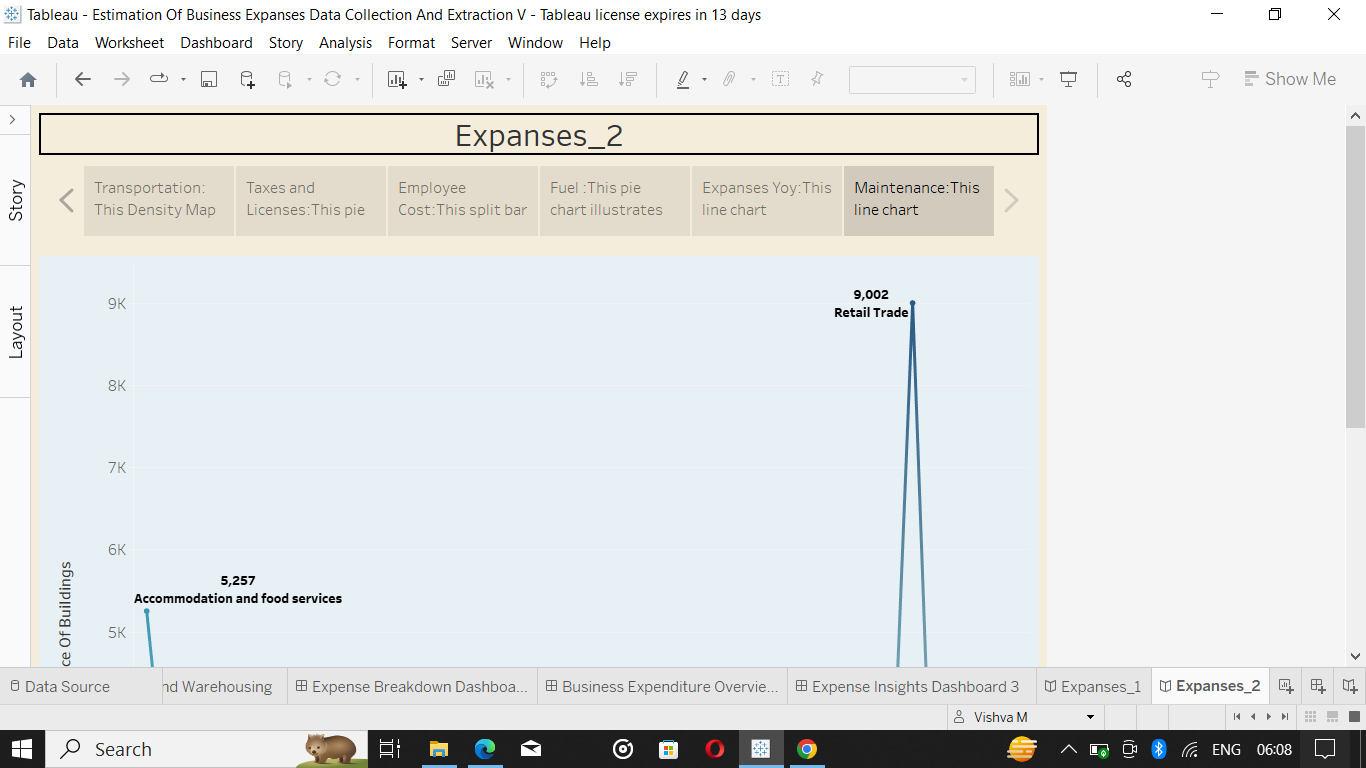 Tableau - Estimation Of Business Expanses Data Collection And Extraction V - Tableau license expires in 13 days
File Data Worksheet Dashboard Story Analysis Format Server Window Help
Show Me
Expanses_2
Story
Layout
Transportation:
This Density Map
Taxes and
Licenses:This pie
Employee
Cost:This split bar
Fuel :This pie
chart illustrates
Expanses Yoy:This
line chart
Maintenance:This
line chart
9K
9,002
Retail Trade
8K
7K
6K
5,257
Accommodation and food services
5K
ce Of Buildings
Data Source
nd Warehousing
Expense Breakdown Dashboa...
Business Expenditure Overvie...
Expense Insights Dashboard 3
Expanses_1
Expanses_2
Vishva M
Search
ENG
06:08